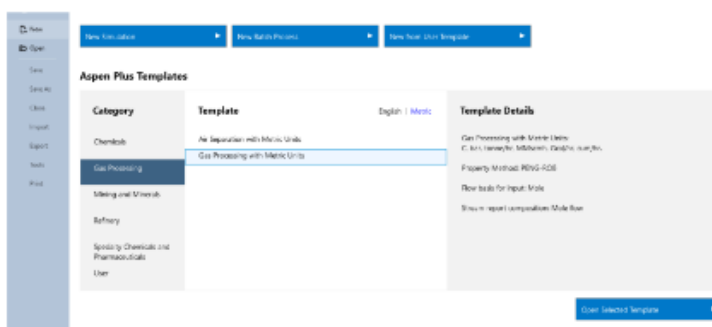 New
Open
Save
Save As
Close
Import
Export
Tools
Print
New Simulation
New Batch Process
New from User Template
Aspen Plus Templates
Category
Chemicals
Gas Processing
Mining and Minerals
Refinery
Specialty Chemicals and
Pharmaceuticals
User
Template
English | Metric
Air Separation with Metric Units
Gas Processing with Metric Units
Template Details
Gas Processing with Metric Units:
C, bar,
Property Method: PENG-ROB
Flow basis for input: Mole
Stream report composition: Mole flow
Open Selected Template